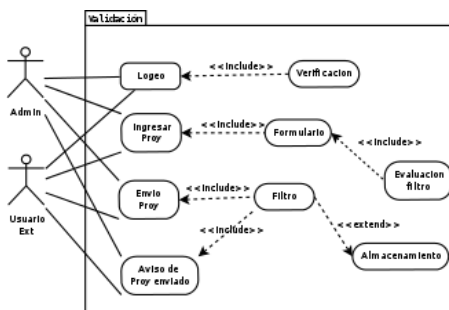 Validación
Logeo
<<Include>>
Verificacion
Admin
Ingresar
Proy
<<Include>>
Formulario
<<Include>>
Evaluacion
filtro
Usuario
Ext
Envio
Proy
<<Include>>
Filtro
<<Include>>
<<extend>>
Aviso de
Proy enviado
Almacenamiento